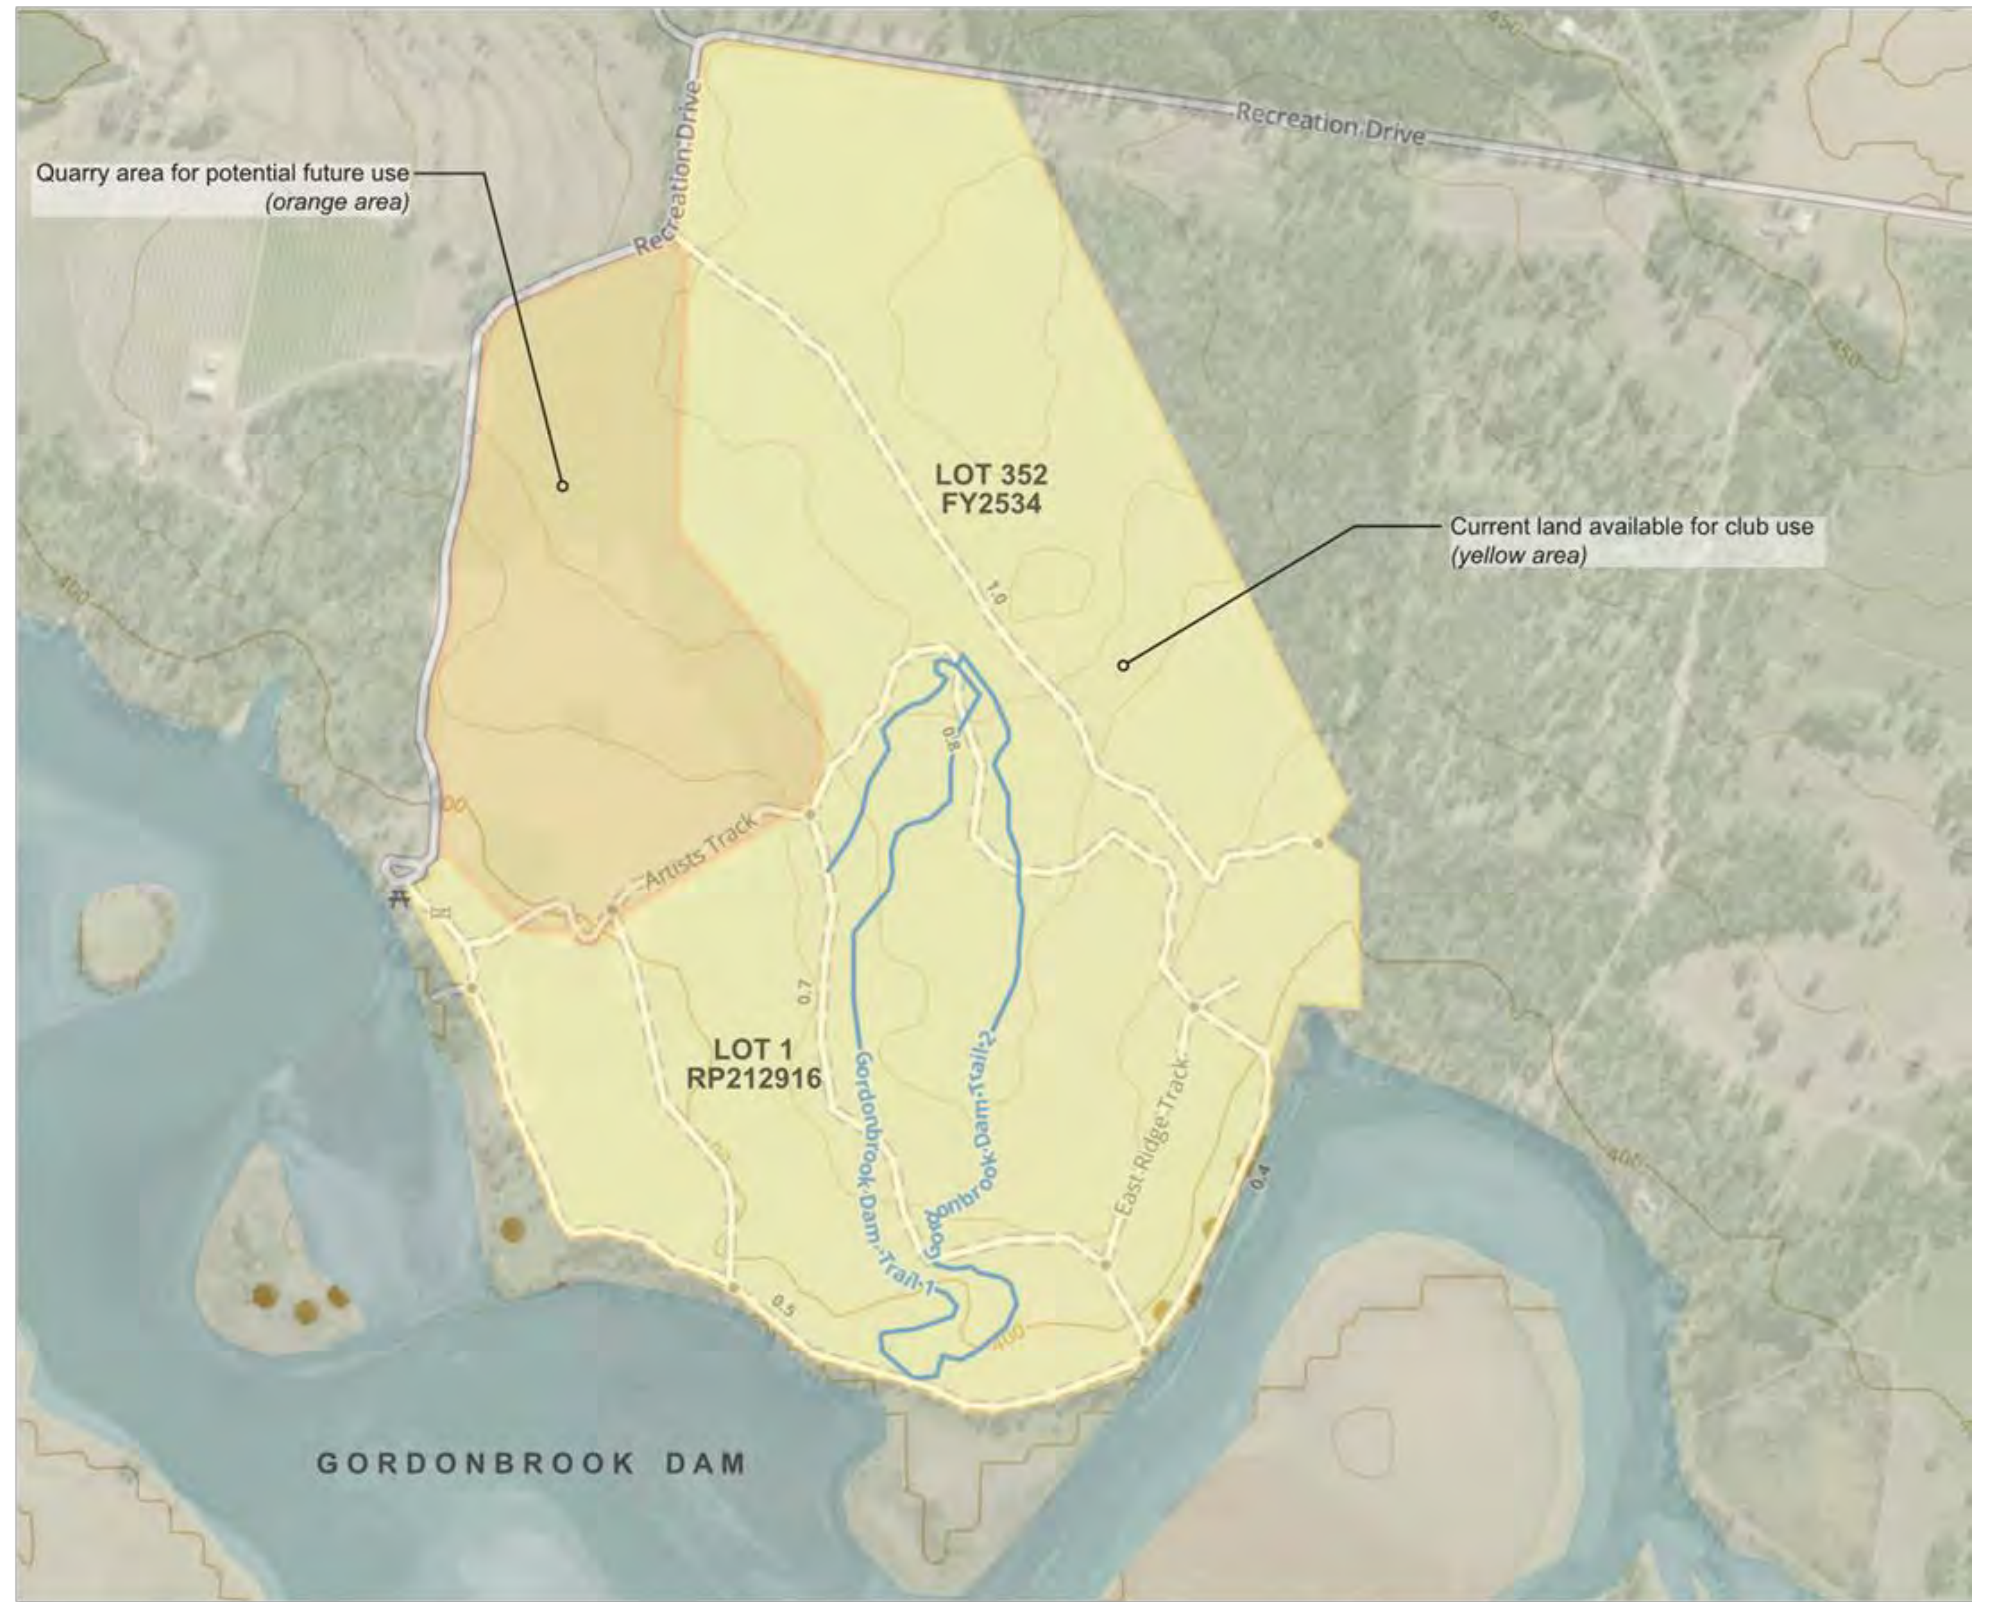 450
Recreation Drive
Recreation Drive
Quarry area for potential future use
(orange area)
450
LOT 352
FY2534
Current land available for club use
(yellow area)
400
1.0
0.8
00
Artists Track
0.7
LOT 1
RP212916
Gordonbrook Dam Trail 1
Gordonbrook Dam Trail 2
East Ridge Track
400
0.4
0.5
400
GORDONBROOK DAM